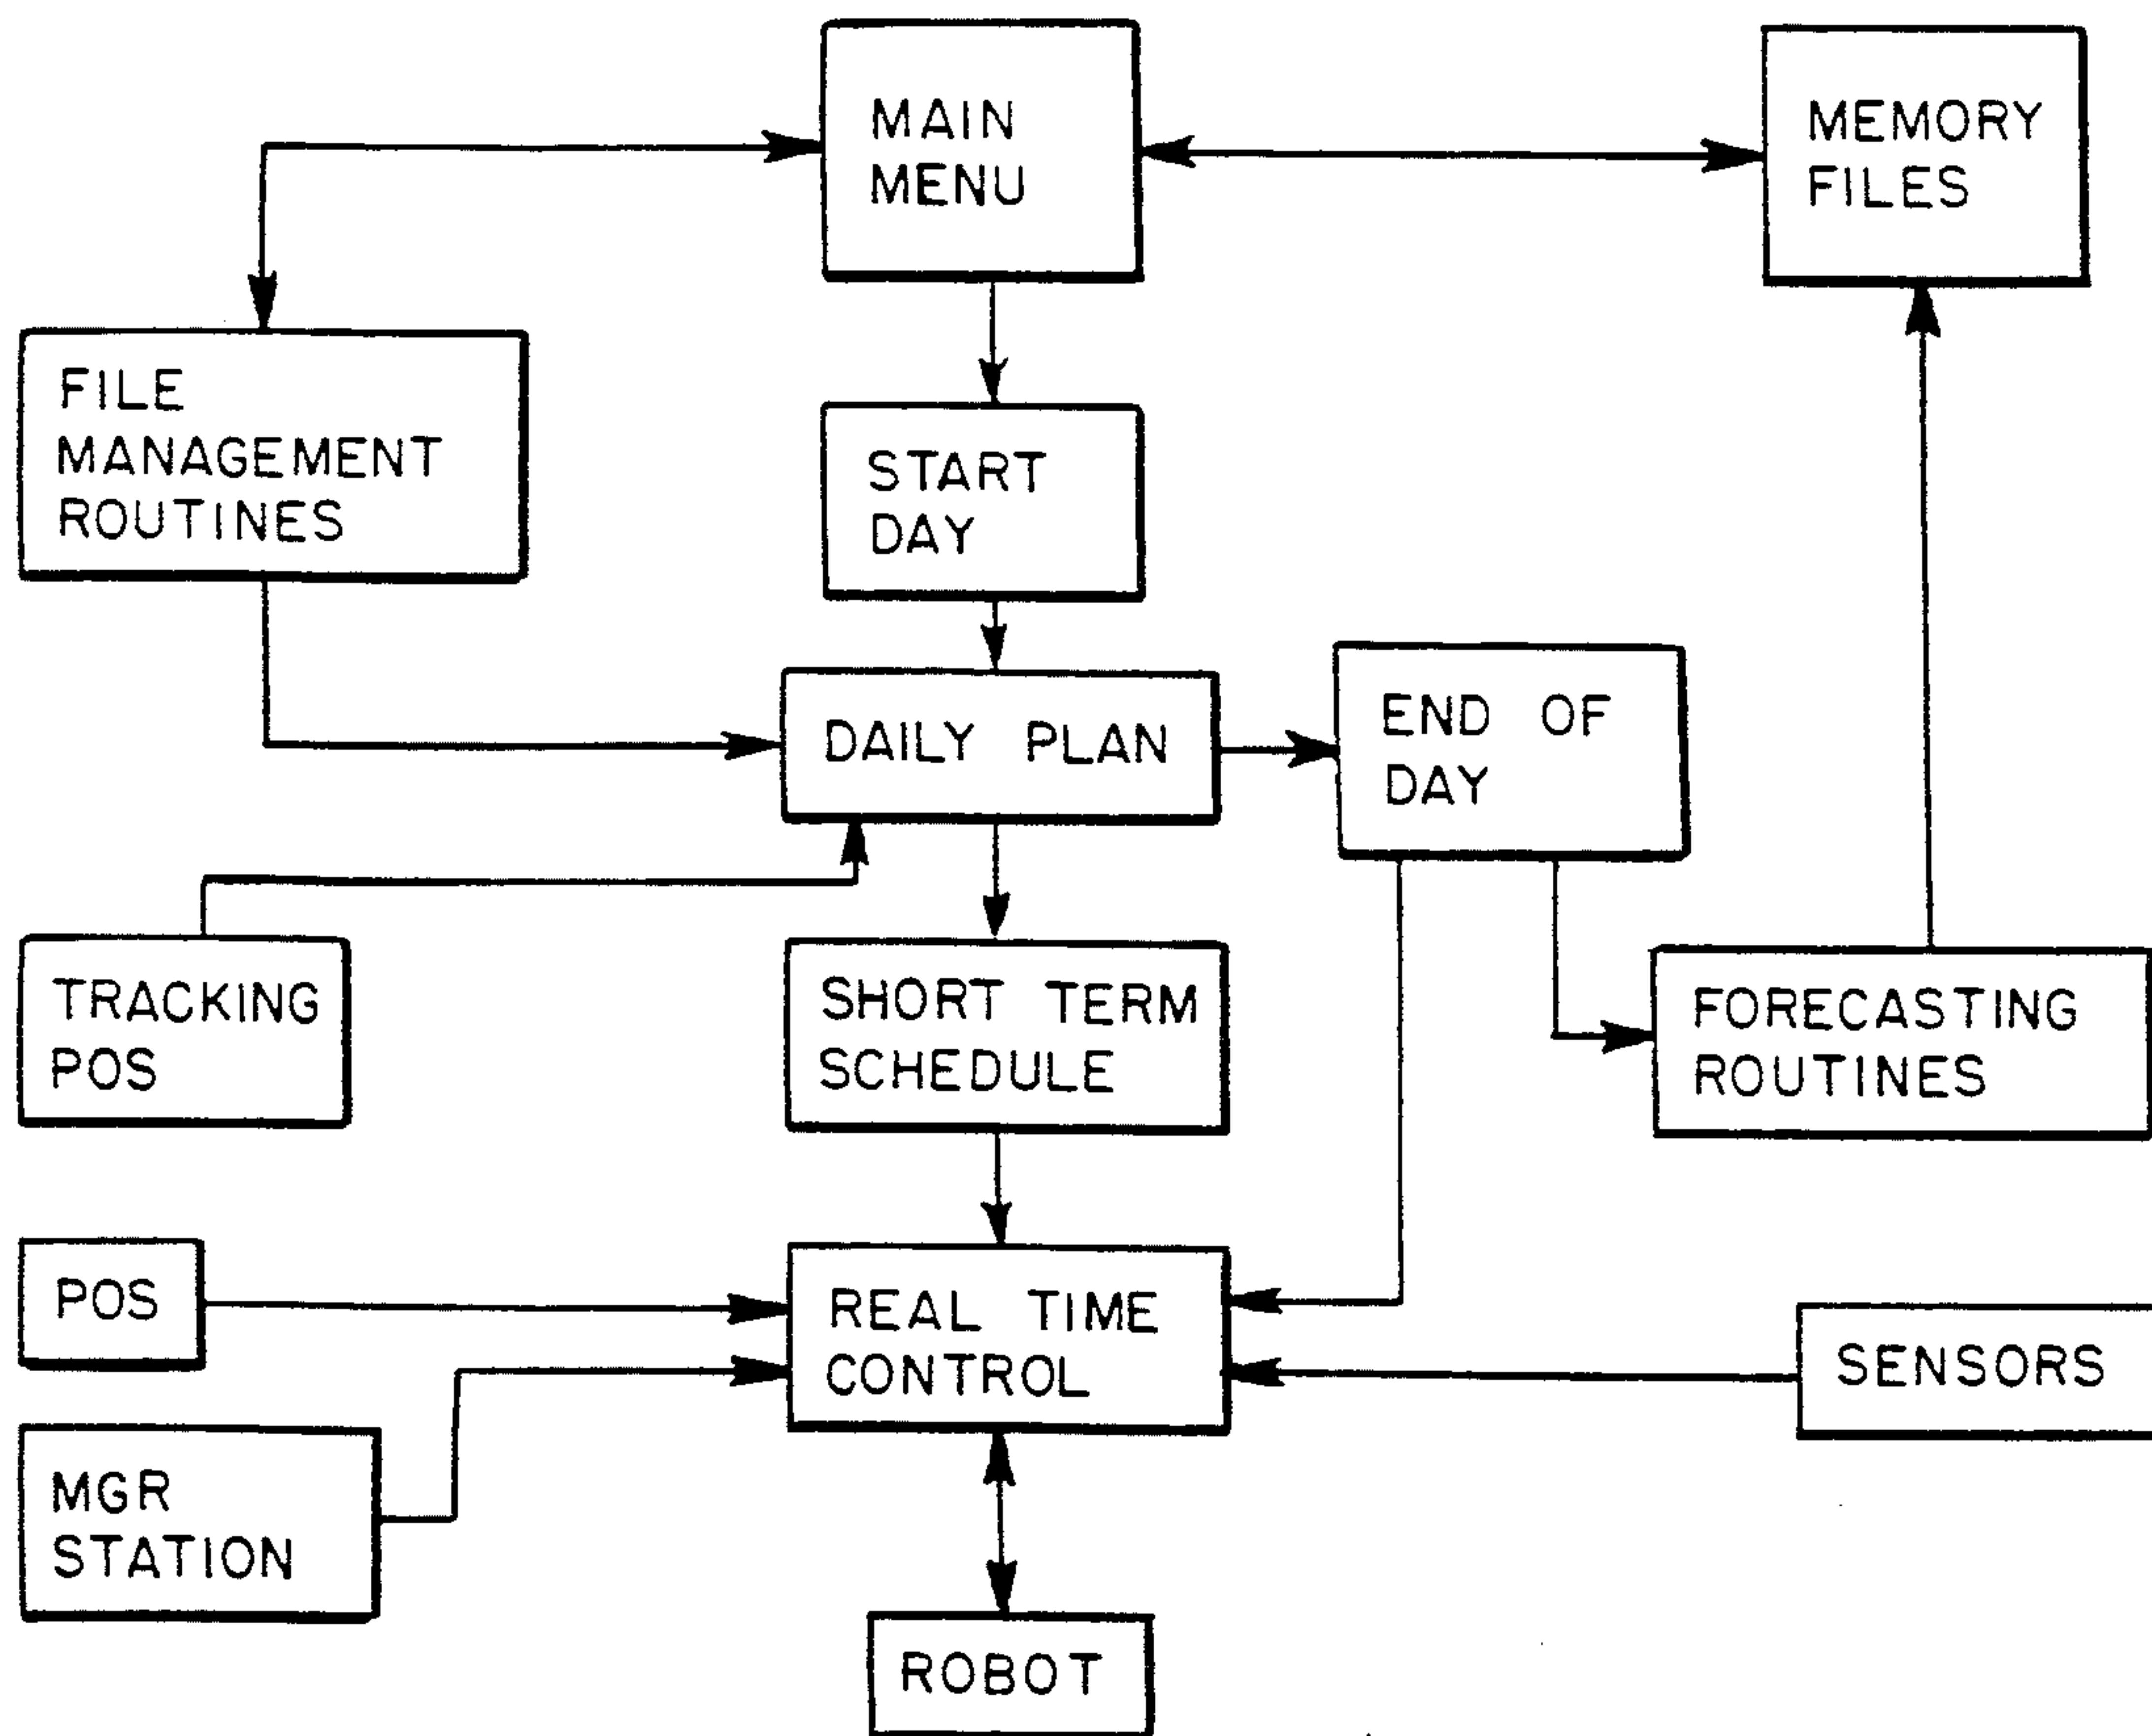 MAIN
MENU
MEMORY
FILES
FILE
MANAGEMENT
ROUTINES
START
DAY
DAILY PLAN
END OF
DAY
TRACKING
POS
SHORT TERM
SCHEDULE
FORECASTING
ROUTINES
POS
REAL TIME
CONTROL
SENSORS
MGR
STATION
ROBOT